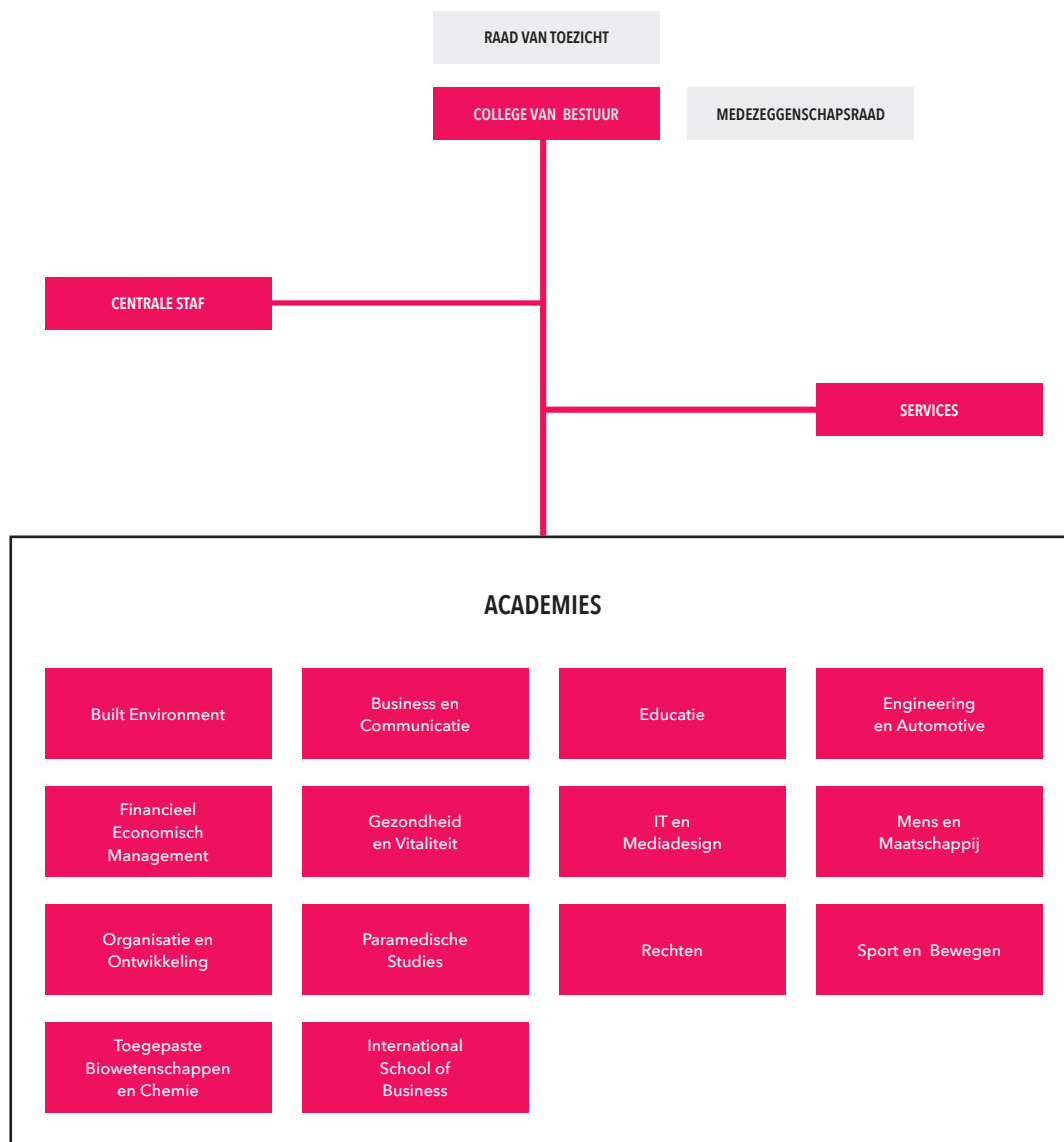 RAAD VAN TOEZICHT
COLLEGE VAN BESTUUR
MEDEZEGGENSCHAPSRAAD
CENTRALE STAF
SERVICES
ACADEMIES
Built Environment
Business en
Communicatie
Educatie
Engineering
en Automotive
Financieel
Economisch
Management
Gezondheid
en Vitaliteit
IT en
Mediadesign
Mens en
Maatschappij
Organisatie en
Ontwikkeling
Paramedische
Studies
Rechten
Sport en Bewegen
Toegepaste
Biowetenschappen
en Chemie
International
School of
Business